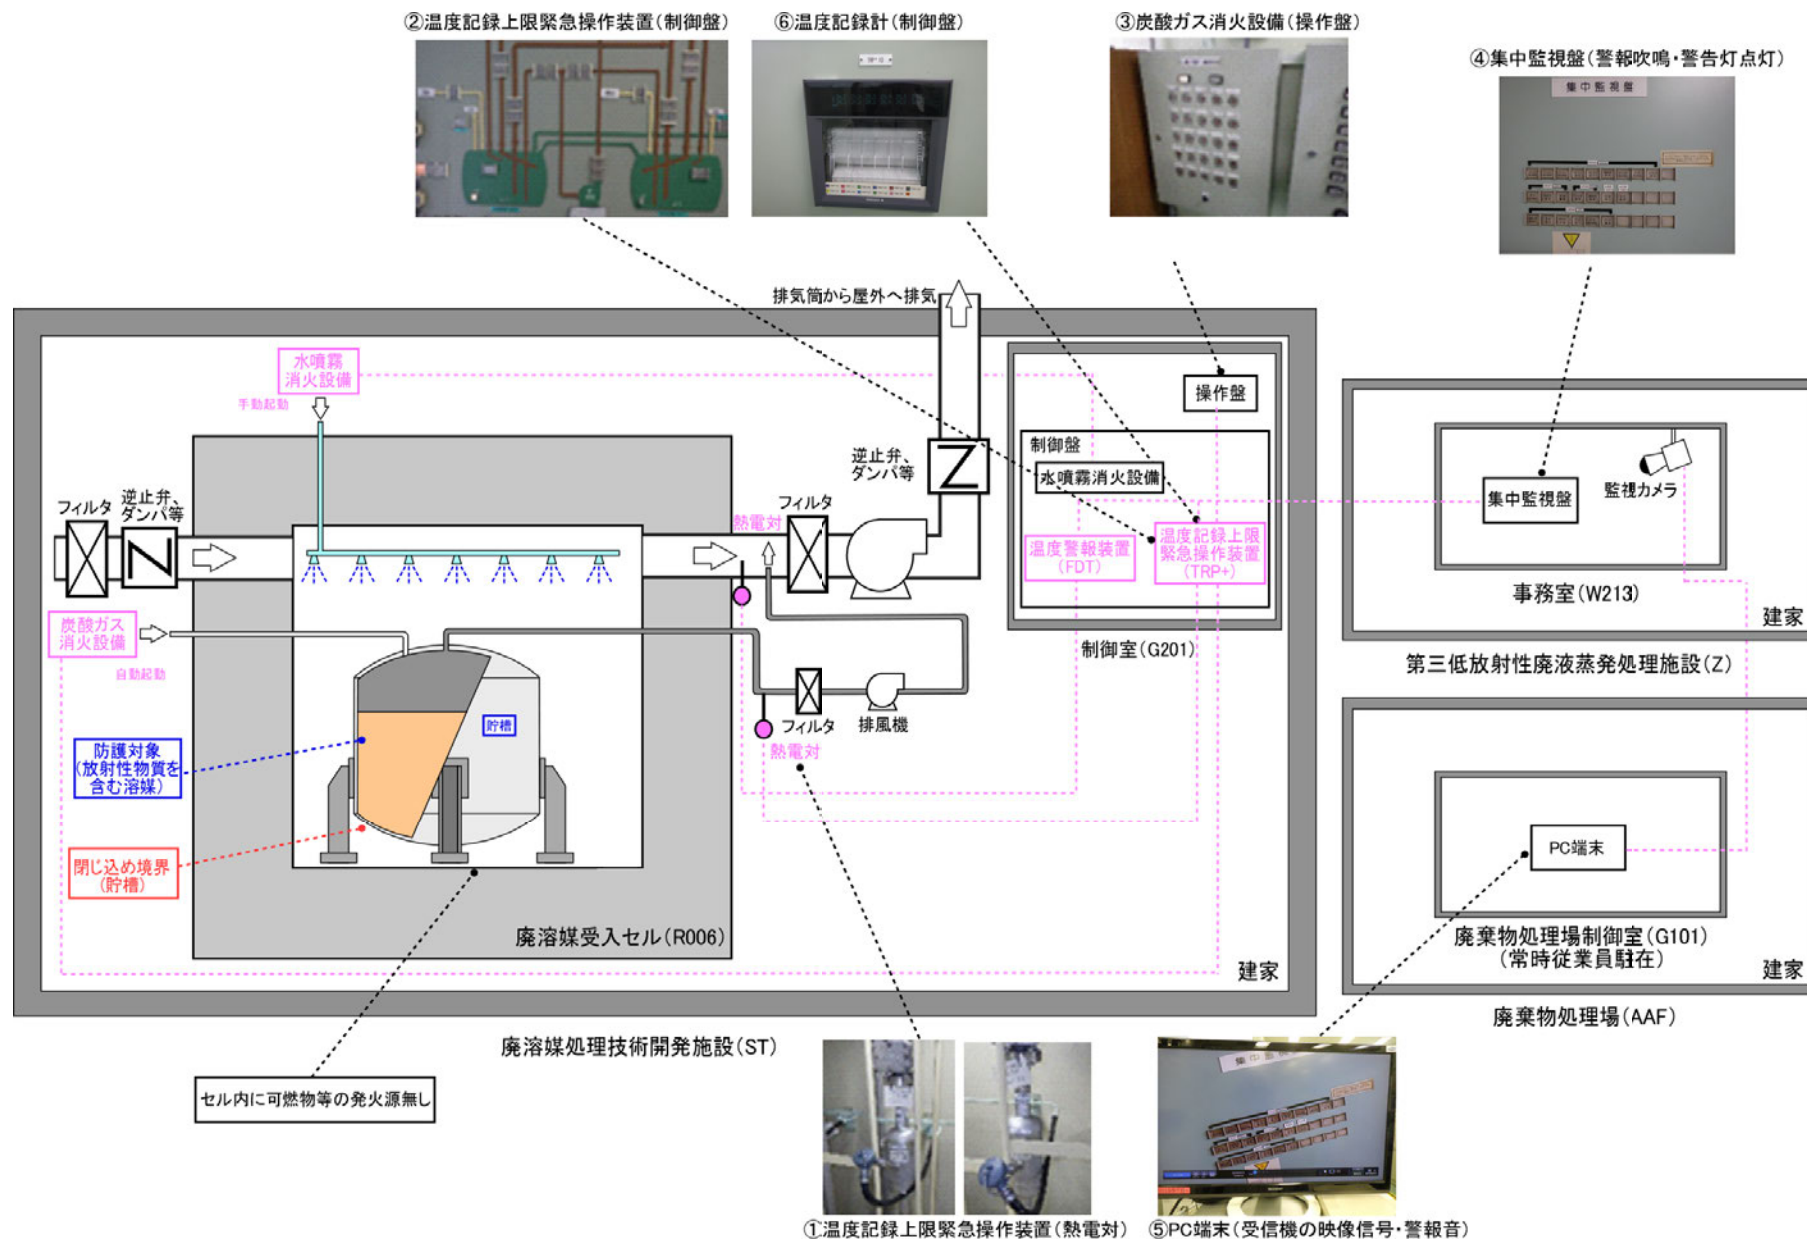 ②温度記録上限緊急操作装置(制御盤)
⑥温度記録計(制御盤)
③炭酸ガス消火設備(操作盤)
④集中監視盤(警報吹鳴・警告灯点灯)
集中監視盤
排気筒から屋外へ排気
水噴霧
消火設備
手動起動
操作盤
制御盤
水噴霧消火設備
逆止弁、
ダンパ等
フィルタ
逆止弁、
ダンパ等
熱電対
フィルタ
温度警報装置
(FDT)
温度記録上限
緊急操作装置
(TRP+)
集中監視盤
監視カメラ
事務室(W213)
建家
制御室(G201)
第三低放射性廃液蒸発処理施設(Z)
炭酸ガス
消火設備
自動起動
貯槽
フィルタ
排風機
熱電対
防護対象
(放射性物質を
含む溶媒)
閉じ込め境界
(貯槽)
PC端末
廃溶媒受入セル(R006)
建家
廃棄物処理場制御室(G101)
(常時従業員駐在)
建家
廃棄物処理場(AAF)
廃溶媒処理技術開発施設(ST)
セル内に可燃物等の発火源無し
集中監視
①温度記録上限緊急操作装置(熱電対)
⑤PC端末(受信機の映像信号・警報音)